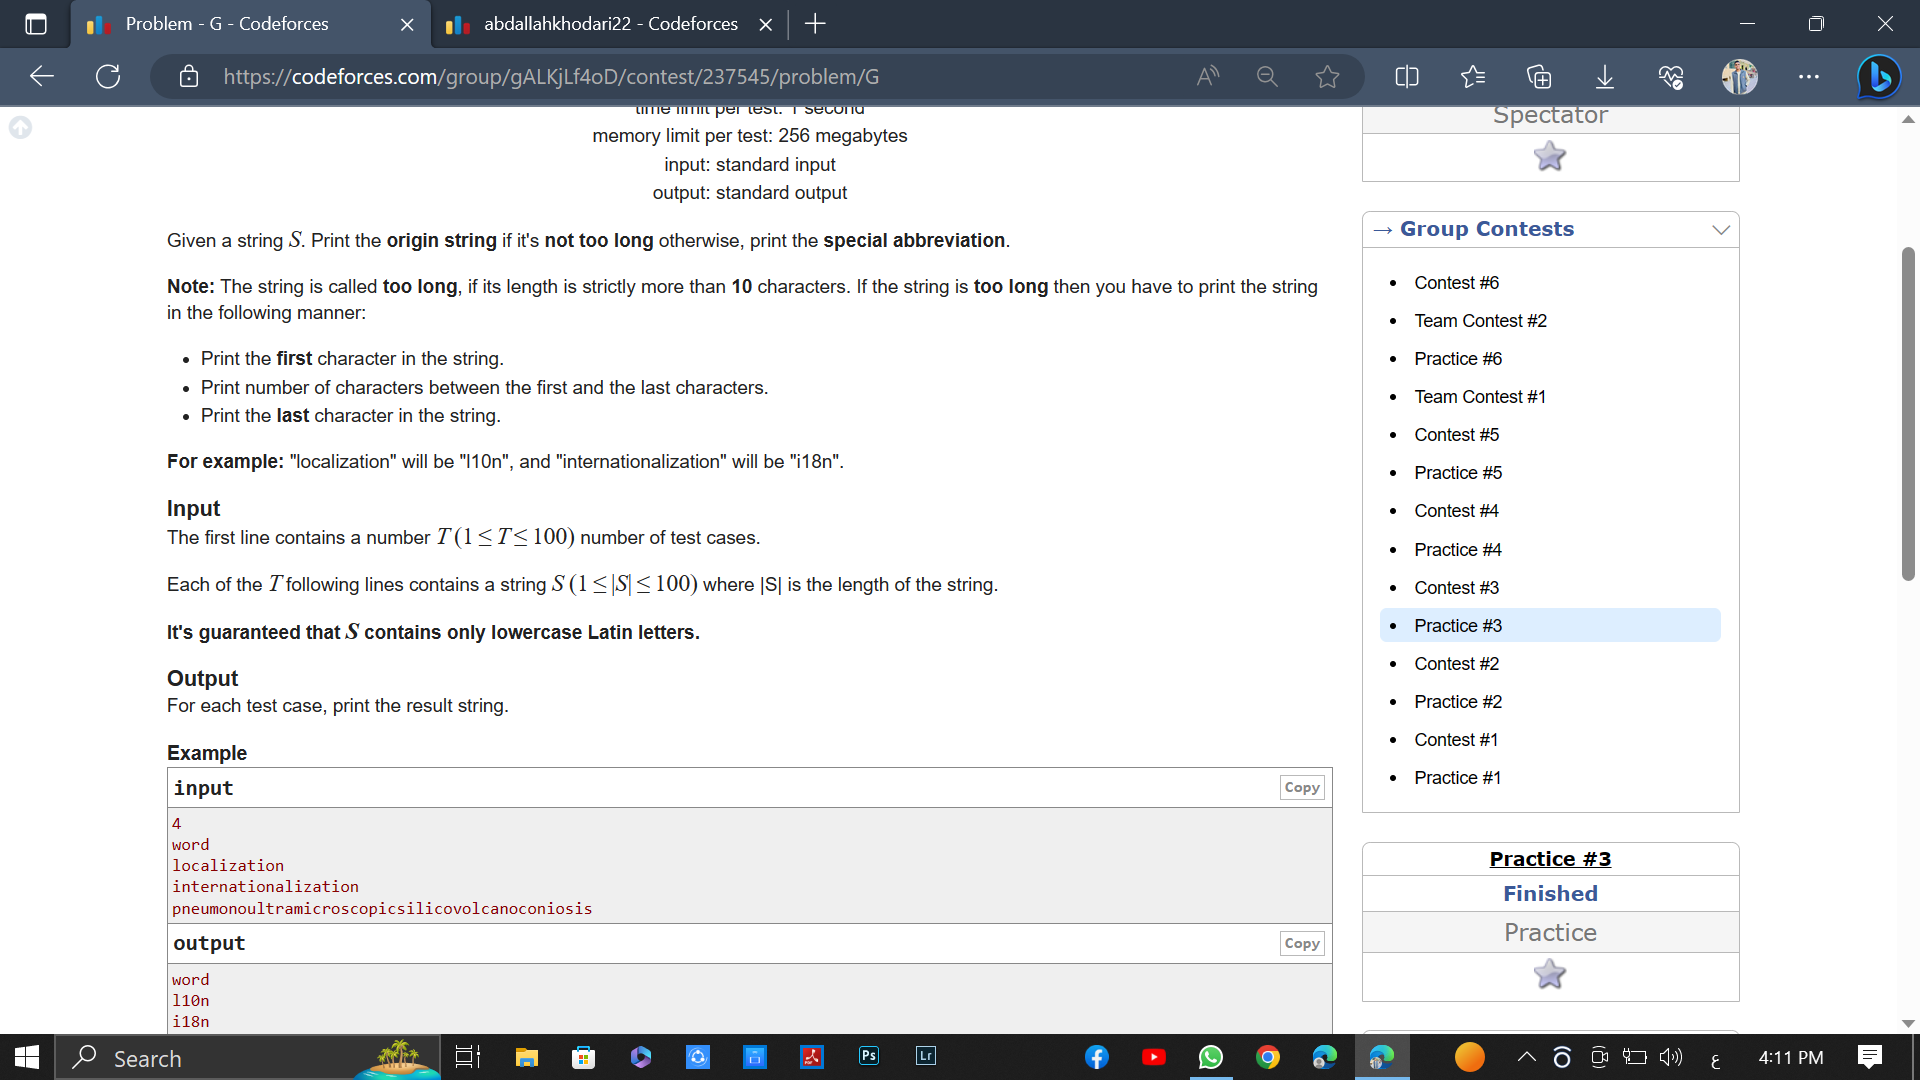 Problem - G - Codeforces
abdallahkhodari22 - Codeforces
https://codeforces.com/group/gALKjLf4oD/contest/237545/problem/G
time limit per test: 1 second
memory limit per test: 256 megabytes
input: standard input
output: standard output
Given a string S. Print the origin string if it's not too long otherwise, print the special abbreviation.
Note: The string is called too long, if its length is strictly more than 10 characters. If the string is too long then you have to print the string
in the following manner:
• Print the first character in the string.
• Print number of characters between the first and the last characters.
• Print the last character in the string.
For example: "localization" will be "l10n", and "internationalization" will be "i18n".
Input
The first line contains a number T (1 ≤ T ≤ 100) number of test cases.
Each of the T following lines contains a string S (1 ≤ |S| ≤ 100) where |S| is the length of the string.
It's guaranteed that S contains only lowercase Latin letters.
Output
For each test case, print the result string.
Example
input
Copy
4
word
localization
internationalization
pneumonoultramicroscopicsilicovolcanoconiosis
output
Copy
word
l10n
i18n
Spectator
→ Group Contests
• Contest #6
• Team Contest #2
• Practice #6
• Team Contest #1
• Contest #5
• Practice #5
• Contest #4
• Practice #4
• Contest #3
• Practice #3
• Contest #2
• Practice #2
• Contest #1
• Practice #1
Practice #3
Finished
Practice
Search
Ps
Lr
ع
4:11 PM